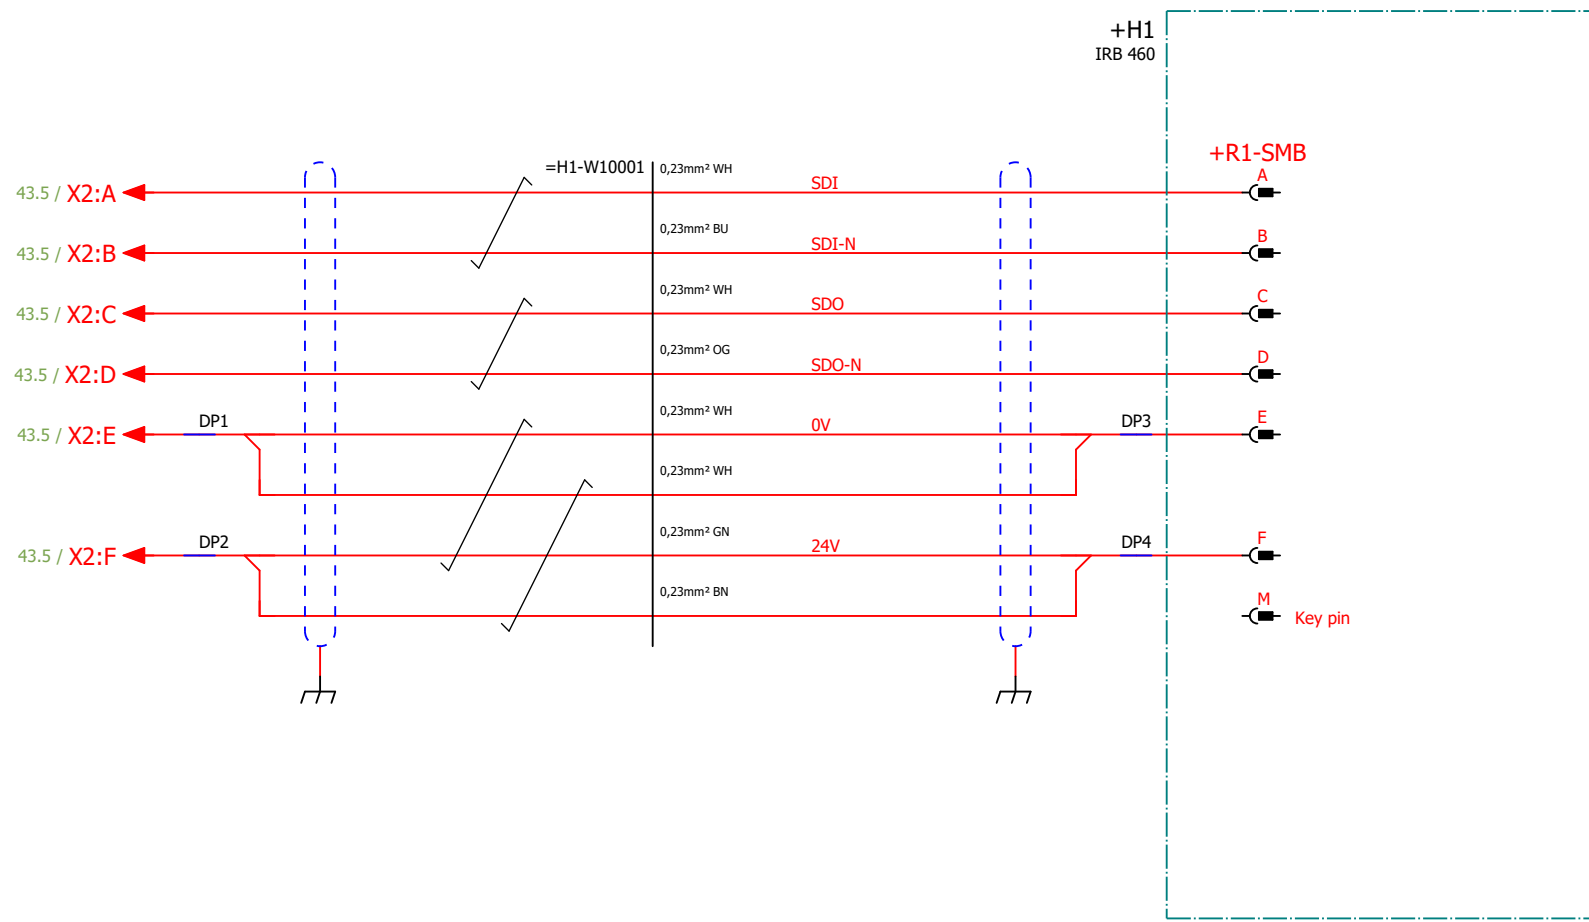 +H1
IRB 460
+R1-SMB
=H1-W10001
0,23mm² WH
43.5 / X2:A
SDI
A
0,23mm² BU
43.5 / X2:B
SDI-N
B
0,23mm² WH
43.5 / X2:C
SDO
C
0,23mm² OG
43.5 / X2:D
SDO-N
D
0,23mm² WH
43.5 / X2:E
DP1
0V
DP3
E
0,23mm² WH
0,23mm² GN
43.5 / X2:F
DP2
24V
DP4
F
0,23mm² BN
M
Key pin